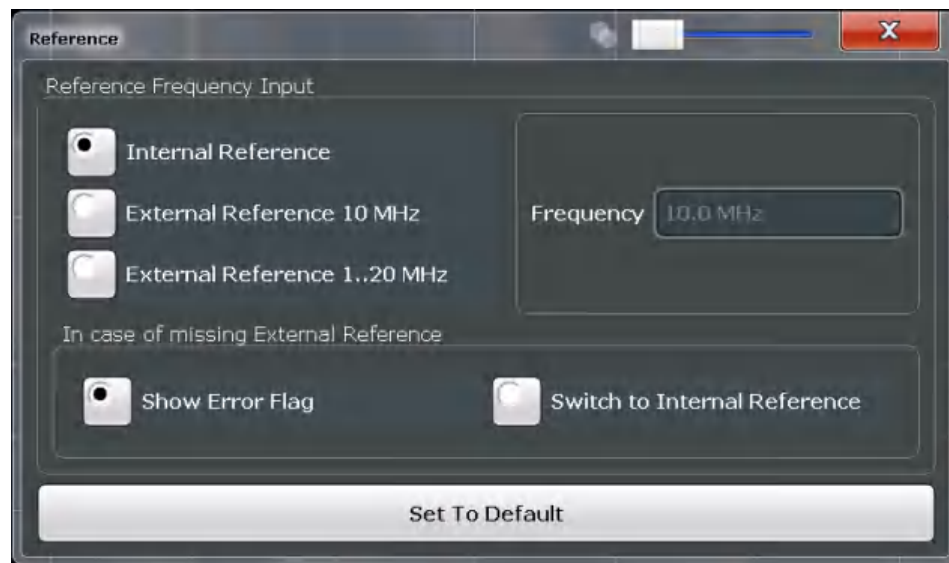 Reference
X
Reference Frequency Input
Internal Reference
External Reference 10 MHz
External Reference 1..20 MHz
Frequency 10.0 MHz
In case of missing External Reference
Show Error Flag
Switch to Internal Reference
Set To Default